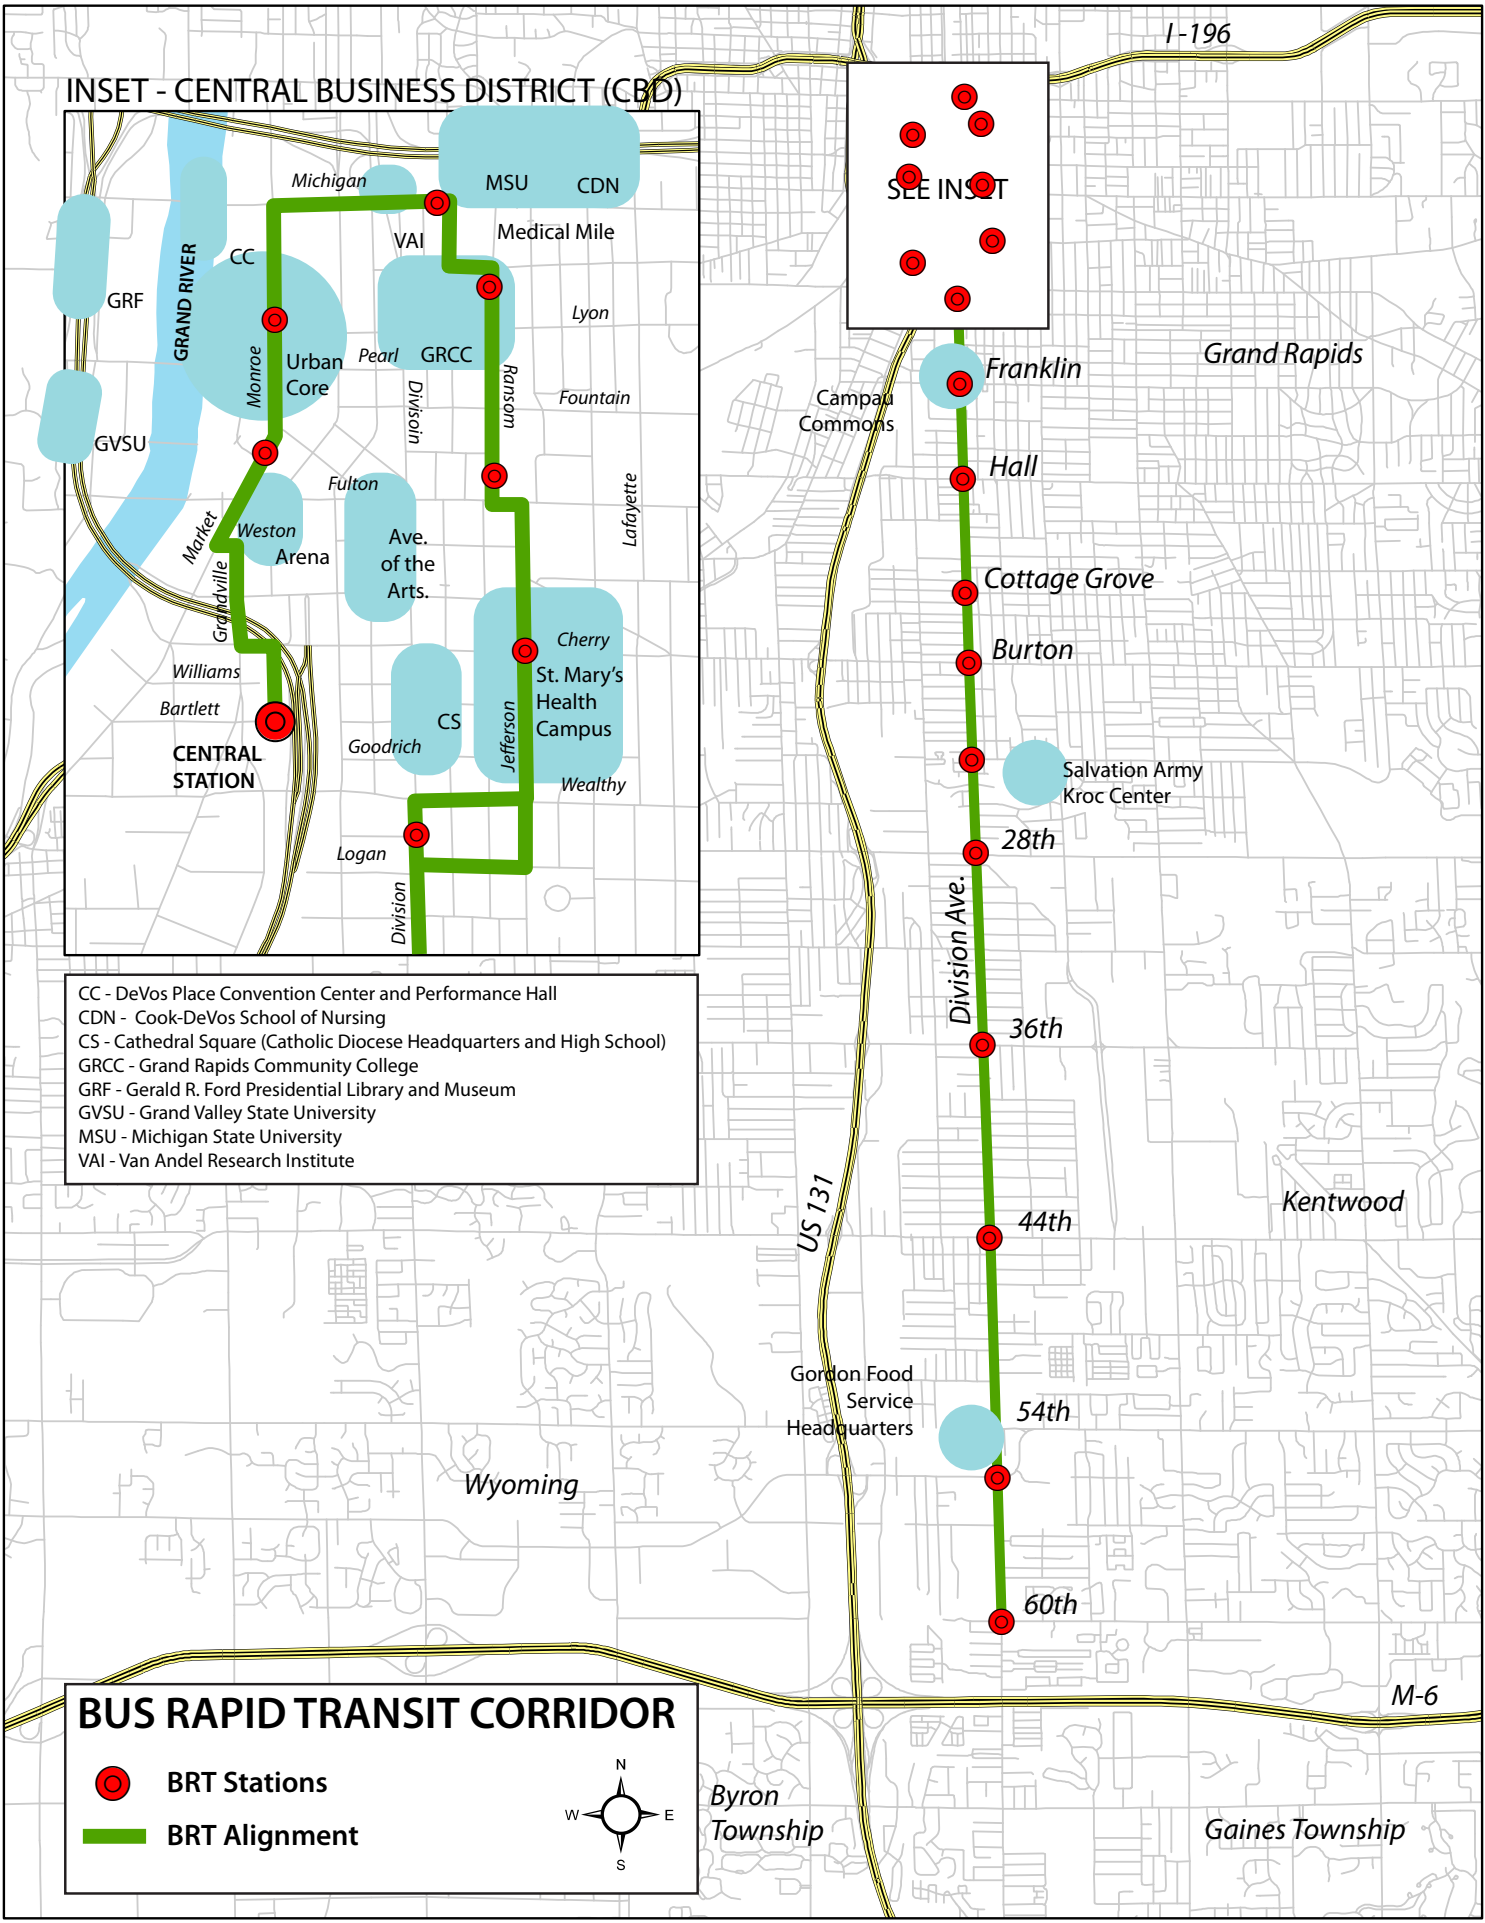 I-196
INSET - CENTRAL BUSINESS DISTRICT (CBD)
Michigan
MSU
CDN
VAI
Medical Mile
CC
GRAND RIVER
GRF
Lyon
Monroe
Urban
Core
Pearl
GRCC
Divisoin
Ransom
Fountain
GVSU
Fulton
Lafayette
Market
Weston
Arena
Ave.
of the
Arts.
Grandville
Cherry
Williams
St. Mary's
Health
Campus
Bartlett
CS
Jefferson
Goodrich
CENTRAL
STATION
Wealthy
Logan
Division
SEE INSET
Franklin
Grand Rapids
Campau
Commons
Hall
Cottage Grove
Burton
Salvation Army
Kroc Center
28th
Division Ave.
36th
44th
US 131
Kentwood
Gordon Food
Service
Headquarters
54th
Wyoming
60th
M-6
Byron
Township
Gaines Township
CC - DeVos Place Convention Center and Performance Hall
CDN - Cook-DeVos School of Nursing
CS - Cathedral Square (Catholic Diocese Headquarters and High School)
GRCC - Grand Rapids Community College
GRF - Gerald R. Ford Presidential Library and Museum
GVSU - Grand Valley State University
MSU - Michigan State University
VAI - Van Andel Research Institute
BUS RAPID TRANSIT CORRIDOR
BRT Stations
BRT Alignment
N
W
E
S